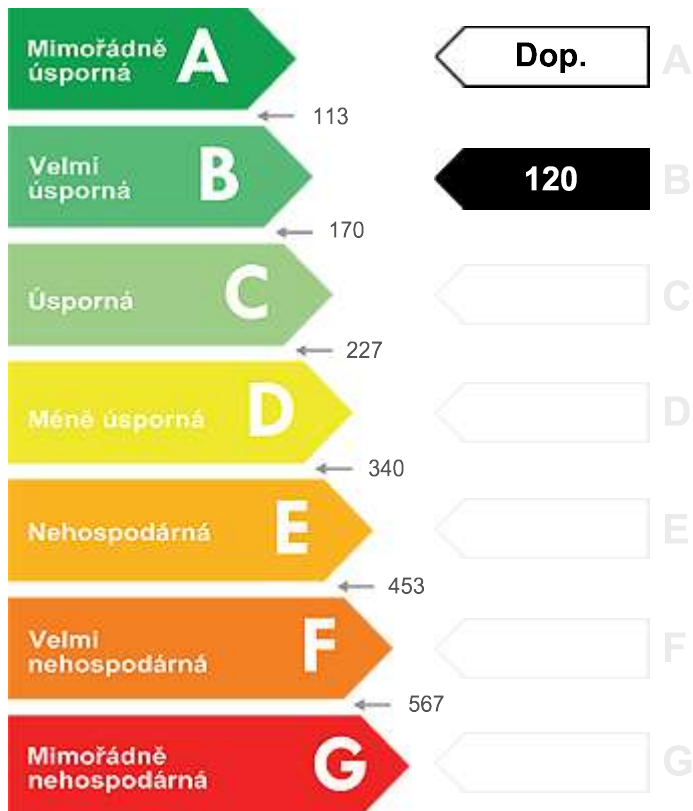 Mimořádně
úsporná
A
Dop.
A
113
Velmi
úsporná
B
120
B
170
Úsporná
C
C
227
Méně úsporná
D
D
340
Nehospodárná
E
E
453
Velmi
nehospodárná
F
F
567
Mimořádně
nehospodárná
G
G